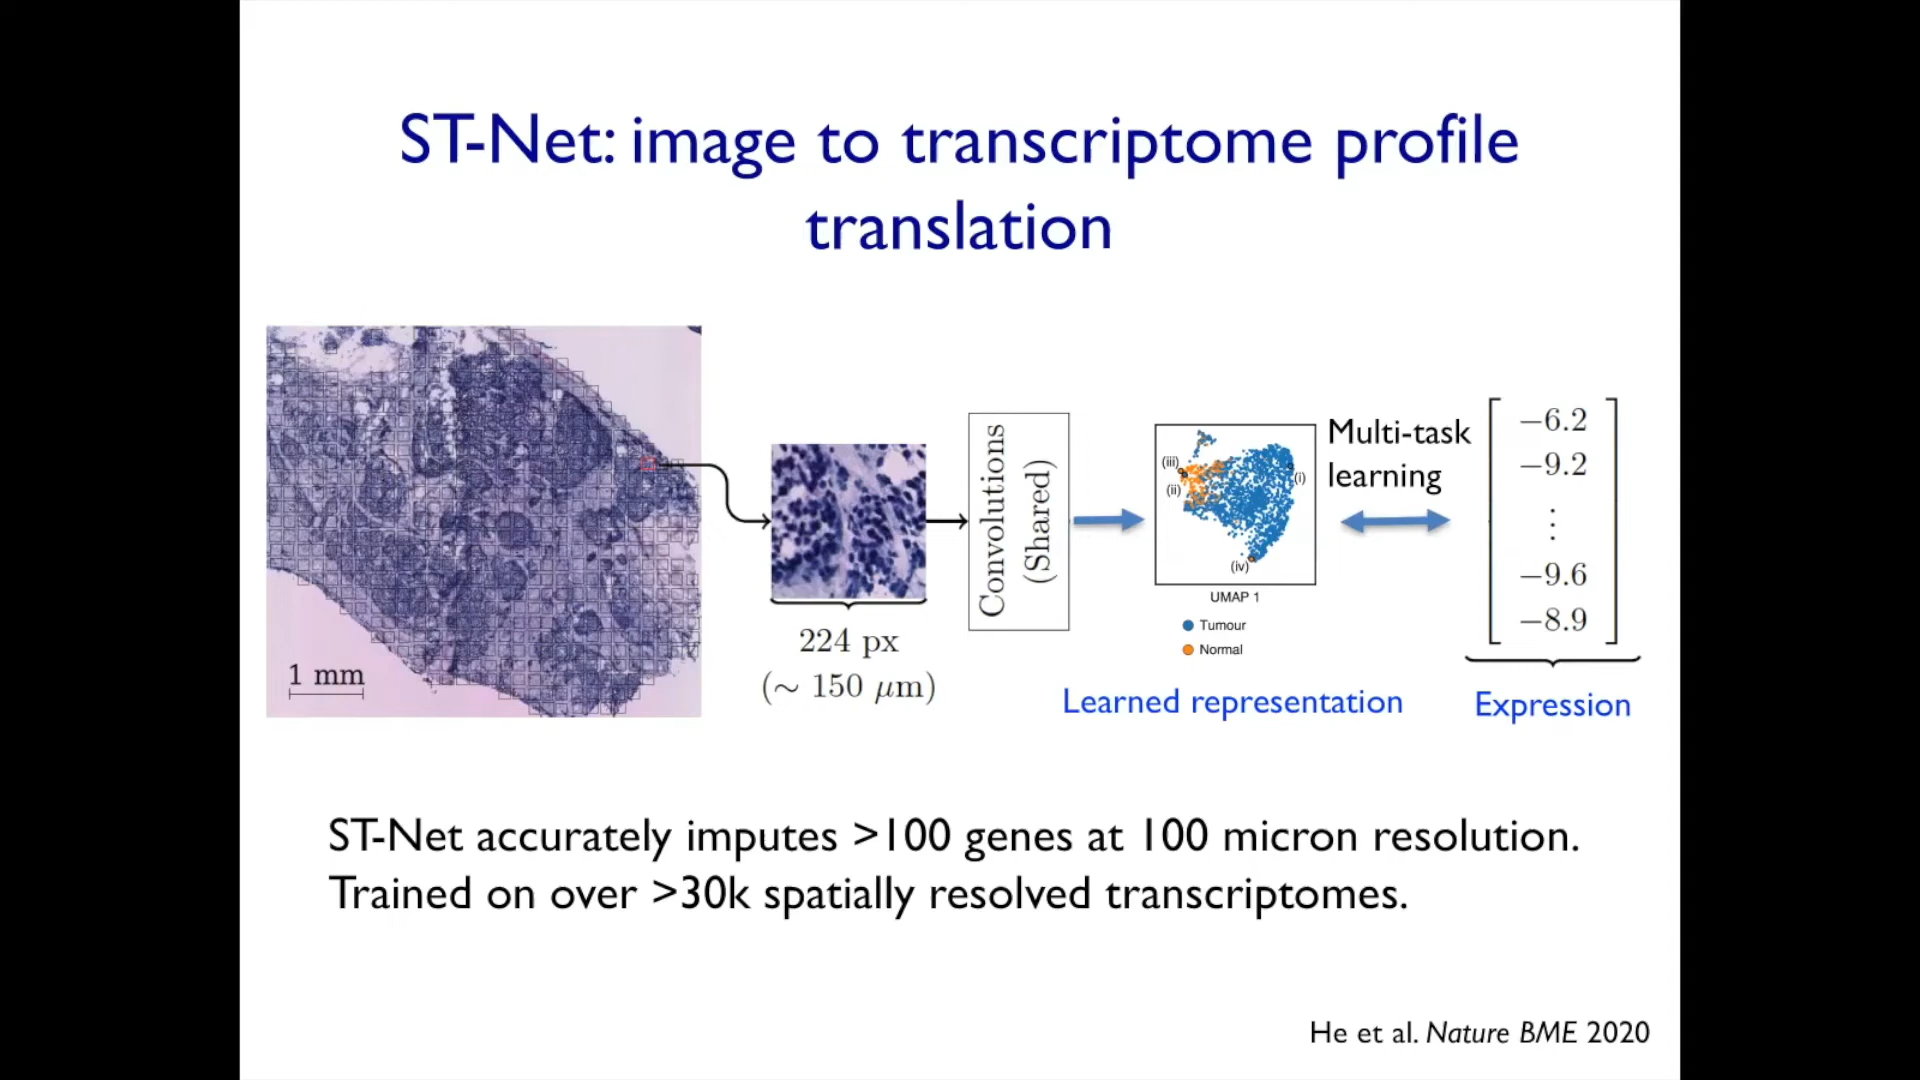 ST-Net: image to transcriptome profile
translation
1 mm
224 px
(∼ 150 μm)
Convolutions
(Shared)
(iii)
(ii)
(i)
(iv)
UMAP 1
Tumour
Normal
Learned representation
Multi-task
learning
−6.2
−9.2
⋮
−9.6
−8.9
Expression
ST-Net accurately imputes >100 genes at 100 micron resolution.
Trained on over >30k spatially resolved transcriptomes.
He et al. Nature BME 2020